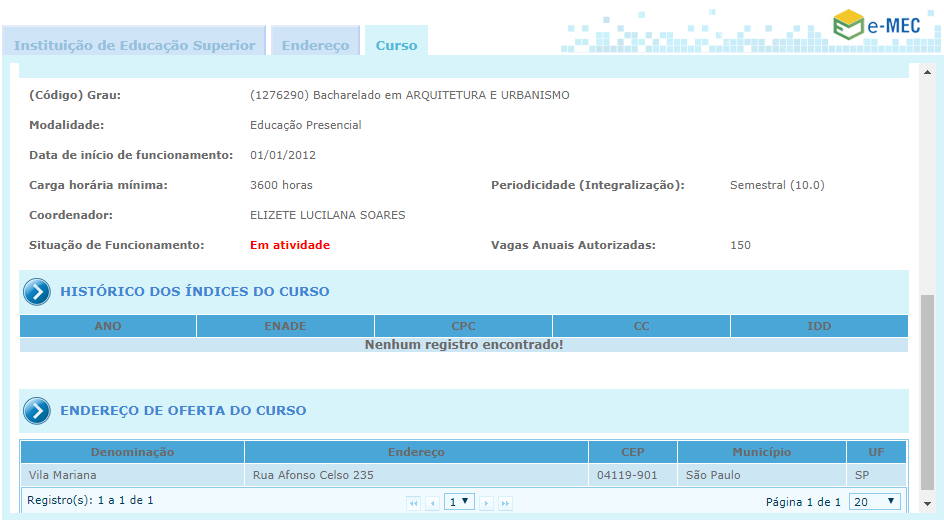 e-MEC
Instituição de Educação Superior Endereço Curso
(Código) Grau: (1276290) Bacharelado em ARQUITETURA E URBANISMO
Modalidade: Educação Presencial
Data de início de funcionamento: 01/01/2012
Carga horária mínima: 3600 horas Periodicidade (Integralização): Semestral (10.0)
Coordenador: ELIZETE LUCILANA SOARES
Situação de Funcionamento: Em atividade Vagas Anuais Autorizadas: 150
HISTÓRICO DOS ÍNDICES DO CURSO
ANO ENADE CPC CC IDD
Nenhum registro encontrado!
ENDEREÇO DE OFERTA DO CURSO
Denominação Endereço CEP Município UF
Vila Mariana Rua Afonso Celso 235 04119-901 São Paulo SP
Registro(s): 1 a 1 de 1 1 Página 1 de 1 20